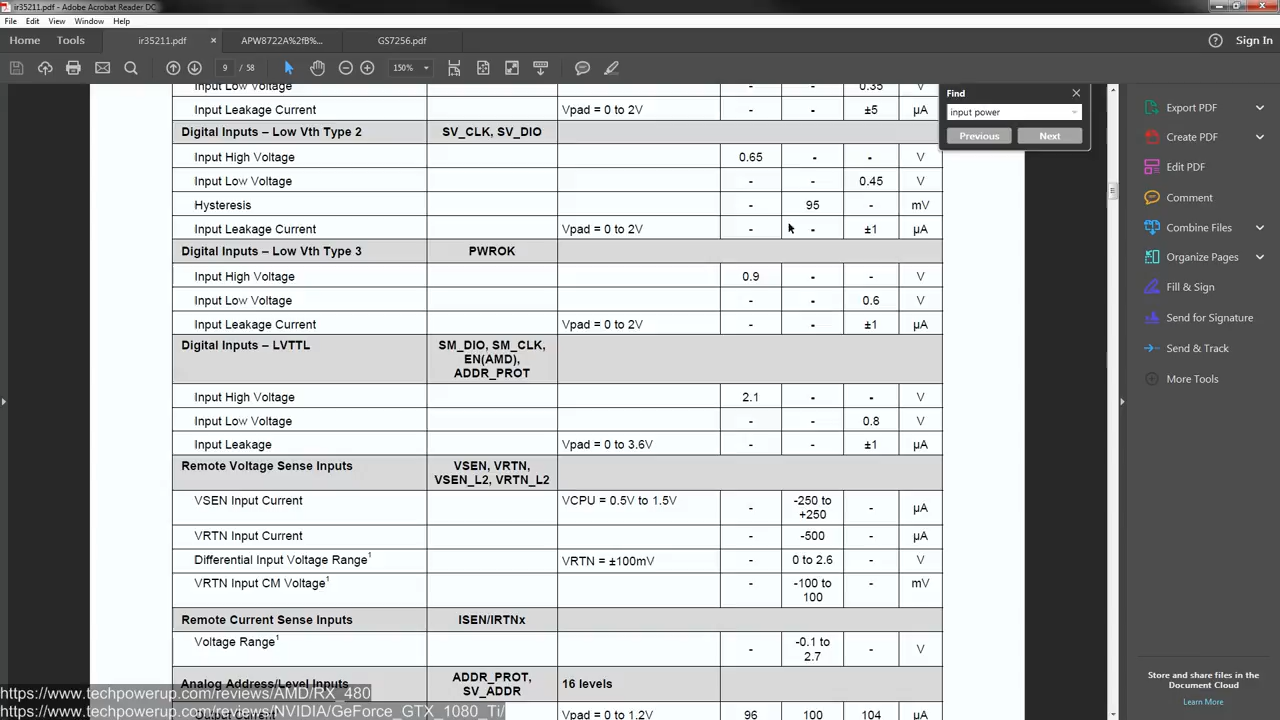 ir35211.pdf - Adobe Acrobat Reader DC
File Edit View Window Help
Home Tools ir35211.pdf × APW8722A%2fB%... GS7256.pdf ? Sign In
9 / 58 150%
Find
input power
Previous Next
Input Low Voltage - - 0.35 V
Input Leakage Current Vpad = 0 to 2V - - ±5 µA
Digital Inputs – Low Vth Type 2 SV_CLK, SV_DIO
Input High Voltage 0.65 - - V
Input Low Voltage - - 0.45 V
Hysteresis - 95 - mV
Input Leakage Current Vpad = 0 to 2V - - ±1 µA
Digital Inputs – Low Vth Type 3 PWROK
Input High Voltage 0.9 - - V
Input Low Voltage - - 0.6 V
Input Leakage Current Vpad = 0 to 2V - - ±1 µA
Digital Inputs – LVTTL SM_DIO, SM_CLK,
EN(AMD),
ADDR_PROT
Input High Voltage 2.1 - - V
Input Low Voltage - - 0.8 V
Input Leakage Vpad = 0 to 3.6V - - ±1 µA
Remote Voltage Sense Inputs VSEN, VRTN,
VSEN_L2, VRTN_L2
VSEN Input Current VCPU = 0.5V to 1.5V - -250 to
+250 - µA
VRTN Input Current - -500 - µA
Differential Input Voltage Range1 VRTN = ±100mV - 0 to 2.6 - V
VRTN Input CM Voltage1 - -100 to
100 - mV
Remote Current Sense Inputs ISEN/IRTNx
Voltage Range1 - -0.1 to
2.7 - V
Analog Address/Level Inputs ADDR_PROT,
SV_ADDR 16 levels
Output Current Vpad = 0 to 1.2V 96 100 104 µA
Export PDF
Create PDF
Edit PDF
Comment
Combine Files
Organize Pages
Fill & Sign
Send for Signature
Send & Track
More Tools
Store and share files in the
Document Cloud
Learn More
https://www.techpowerup.com/reviews/AMD/RX_480
https://www.techpowerup.com/reviews/NVIDIA/GeForce_GTX_1080_Ti/